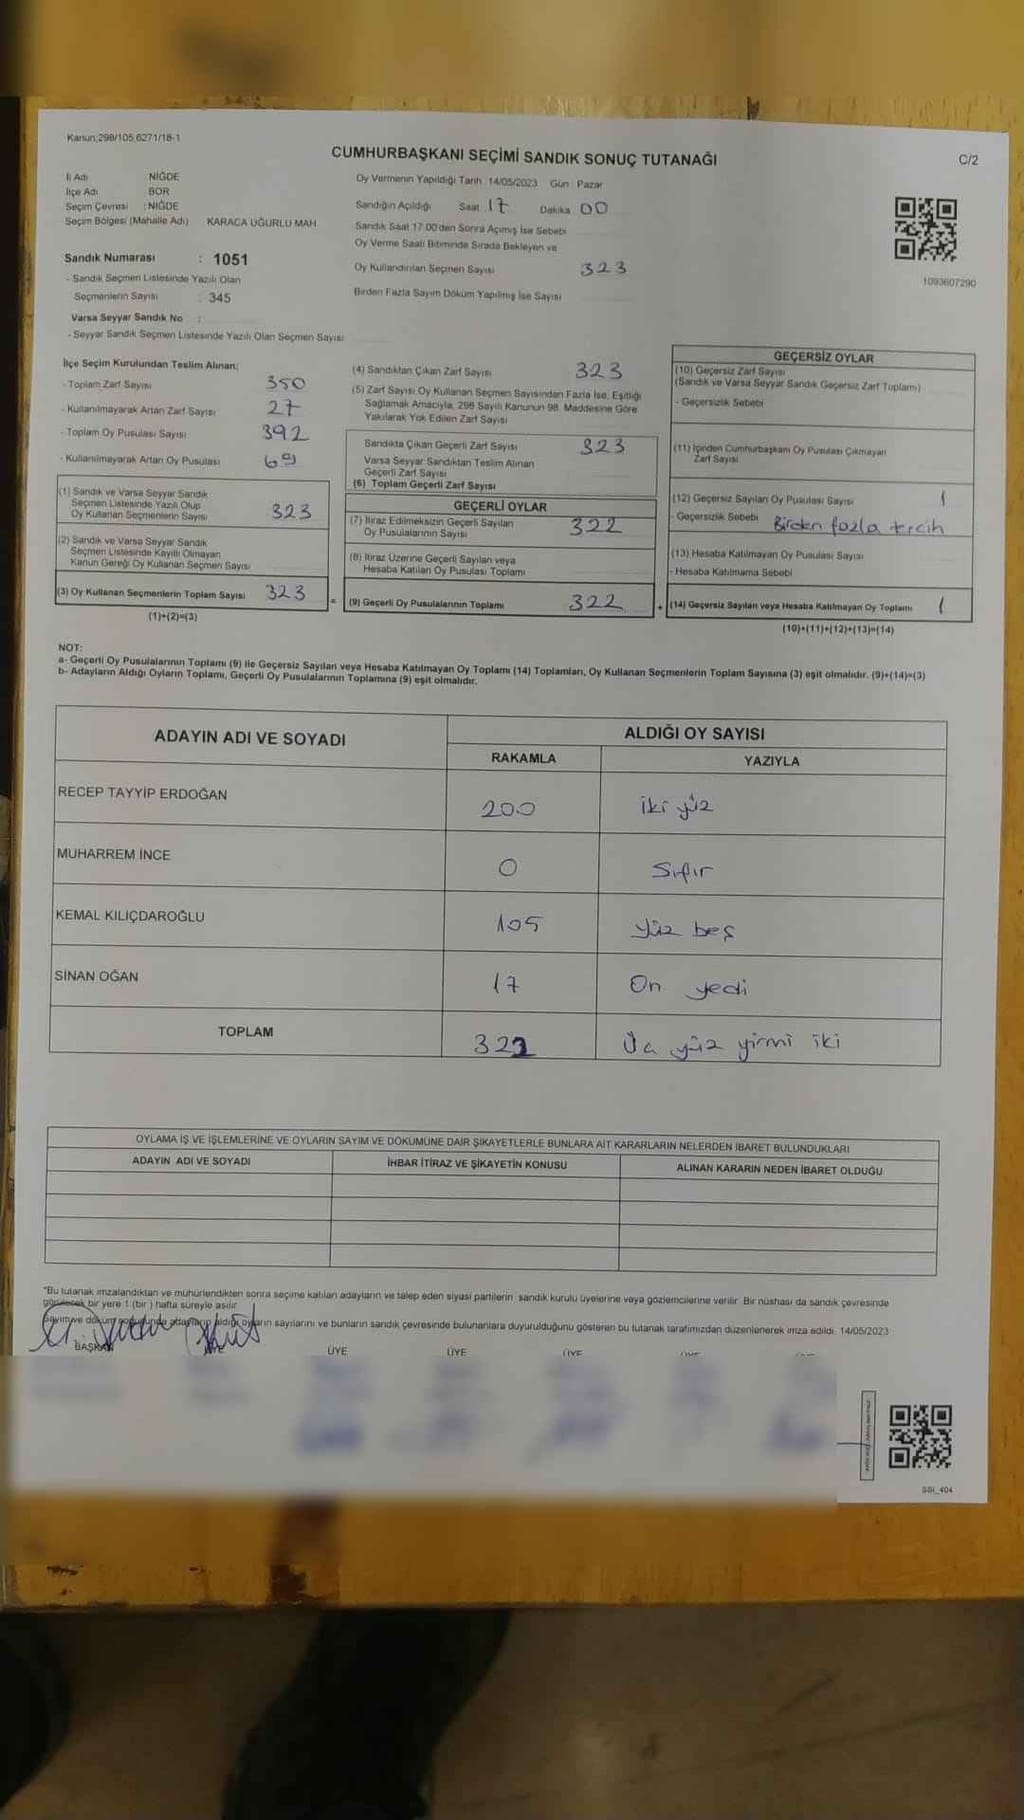 Kanun;298/105,6271/18-1
CUMHURBAŞKANI SEÇİMİ SANDIK SONUÇ TUTANAĞI
C/2
İl Adı : NİĞDE
İlçe Adı : BOR
Seçim Çevresi : NİĞDE
Seçim Bölgesi (Mahalle Adı) KARACA UĞURLU MAH
Sandık Numarası : 1051
- Sandık Seçmen Listesinde Yazılı Olan
Seçmenlerin Sayısı : 345
Varsa Seyyar Sandık No :
- Seyyar Sandık Seçmen Listesinde Yazılı Olan Seçmen Sayısı
Oy Vermenin Yapıldığı Tarih 14/05/2023 Gün Pazar
Sandığın Açıldığı Saat 17 Dakika 00
Sandık Saat 17:00'den Sonra Açımış İse Sebebi
Oy Verme Saati Bitiminde Sırada Bekleyen ve
Oy Kullandırılan Seçmen Sayısı 323
Birden Fazla Sayım Döküm Yapılmış İse Sayısı
1093607290
İlçe Seçim Kurulundan Teslim Alınan;
- Toplam Zarf Sayısı 350
- Kullanılmayarak Artan Zarf Sayısı 27
- Toplam Oy Pusulası Sayısı 392
- Kullanılmayarak Artan Oy Pusulası 69
(1) Sandık ve Varsa Seyyar Sandık
Seçmen Listesinde Yazılı Olup
Oy Kullanan Seçmenlerin Sayısı 323
(2) Sandık ve Varsa Seyyar Sandık
Seçmen Listesinde Kayıtlı Olmayan
Kanun Gereği Oy Kullanan Seçmen Sayısı
(3) Oy Kullanan Seçmenlerin Toplam Sayısı 323
(1)+(2)=(3)
(4) Sandıktan Çıkan Zarf Sayısı 323
(5) Zarf Sayısı Oy Kullanan Seçmen Sayısından Fazla İse, Eşitliği
Sağlamak Amacıyla, 298 Sayılı Kanunun 98. Maddesine Göre
Yakılarak Yok Edilen Zarf Sayısı
Sandıkta Çıkan Geçerli Zarf Sayısı 323
Varsa Seyyar Sandıktan Teslim Alınan
Geçerli Zarf Sayısı
(6) Toplam Geçerli Zarf Sayısı
GEÇERLİ OYLAR
(7) İtiraz Edilmeksizin Geçerli Sayılan
Oy Pusulalarının Sayısı 322
(8) İtiraz Üzerine Geçerli Sayılan veya
Hesaba Katılan Oy Pusulası Toplamı
= (9) Geçerli Oy Pusulalarının Toplamı 322
GEÇERSİZ OYLAR
(10) Geçersiz Zarf Sayısı
(Sandık ve Varsa Seyyar Sandık Geçersiz Zarf Toplamı)
- Geçersizlik Sebebi
(11) İçinden Cumhurbaşkanı Oy Pusulası Çıkmayan
Zarf Sayısı
(12) Geçersiz Sayılan Oy Pusulası Sayısı 1
- Geçersizlik Sebebi Birden fazla tercih
(13) Hesaba Katılmayan Oy Pusulası Sayısı
- Hesaba Katılmama Sebebi
+ (14) Geçersiz Sayılan veya Hesaba Katılmayan Oy Toplamı 1
(10)+(11)+(12)+(13)=(14)
NOT:
a- Geçerli Oy Pusulalarının Toplamı (9) ile Geçersiz Sayılan veya Hesaba Katılmayan Oy Toplamı (14) Toplamları, Oy Kullanan Seçmenlerin Toplam Sayısına (3) eşit olmalıdır. (9)+(14)=(3)
b- Adayların Aldığı Oyların Toplamı, Geçerli Oy Pusulalarının Toplamına (9) eşit olmalıdır.
ADAYIN ADI VE SOYADI
ALDIĞI OY SAYISI
RAKAMLA YAZIYLA
RECEP TAYYİP ERDOĞAN 200 iki yüz
MUHARREM İNCE 0 Sıfır
KEMAL KILIÇDAROĞLU 105 yüz beş
SİNAN OĞAN 17 On yedi
TOPLAM 322 Üç yüz yirmi iki
OYLAMA İŞ VE İŞLEMLERİNE VE OYLARIN SAYIM VE DÖKÜMÜNE DAİR ŞİKAYETLERLE BUNLARA AİT KARARLARIN NELERDEN İBARET BULUNDUKLARI
ADAYIN ADI VE SOYADI İHBAR İTİRAZ VE ŞİKAYETİN KONUSU ALINAN KARARIN NEDEN İBARET OLDUĞU
*Bu tutanak imzalandıktan ve mühürlendikten sonra seçime katılan adayların ve talep eden siyasi partilerin sandık kurulu üyelerine veya gözlemcilerine verilir. Bir nüshası da sandık çevresinde
görülecek bir yere 1 (bir ) hafta süreyle asılır
Sayım ve döküm sonucunda adayların aldığı oyların sayılarını ve bunların sandık çevresinde bulunanlara duyurulduğunu gösteren bu tutanak tarafımızdan düzenlenerek imza edildi. 14/05/2023
BAŞKAN ÜYE ÜYE ÜYE
SSI_404